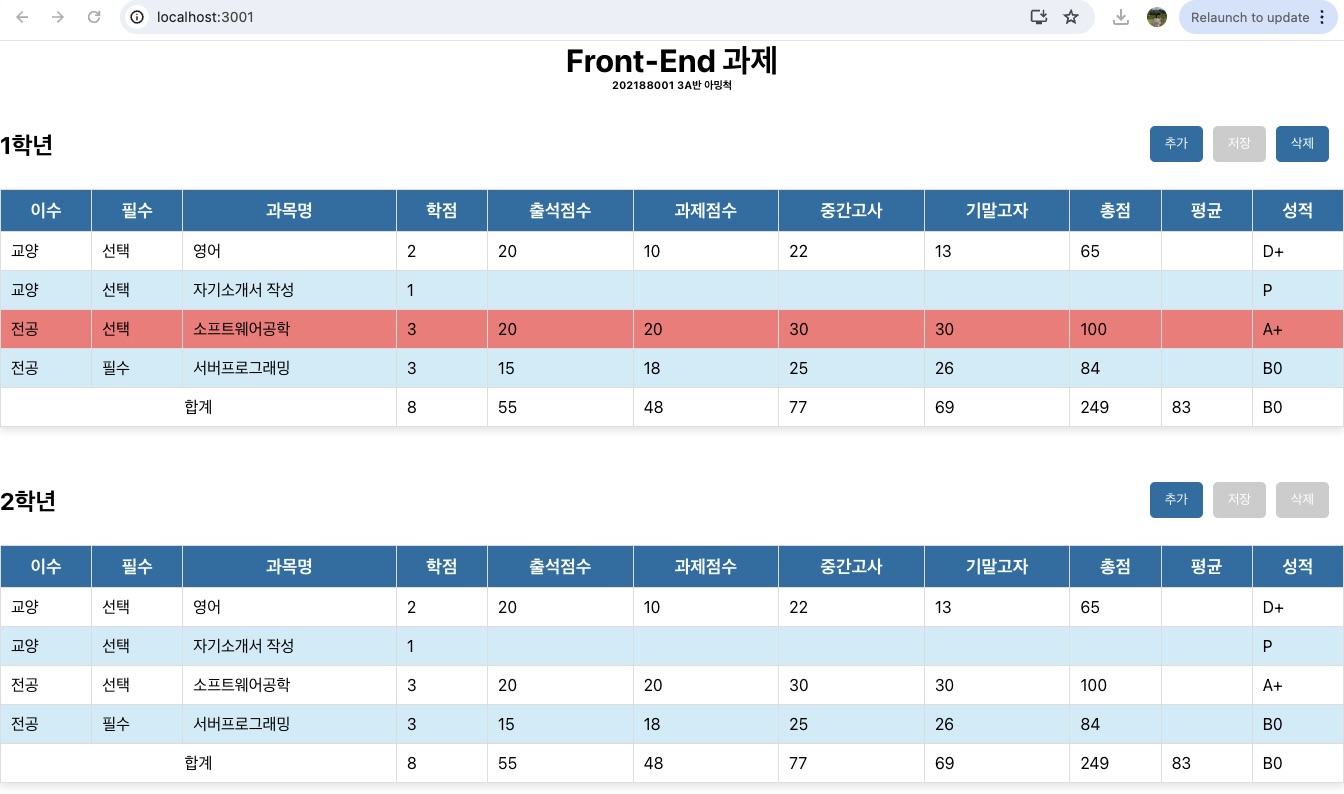 localhost:3001
Relaunch to update
Front-End 과제
202188001 3A반 아밍척
1학년 추가 저장 삭제
이수 필수 과목명 학점 출석점수 과제점수 중간고사 기말고자 총점 평균 성적
교양 선택 영어 2 20 10 22 13 65 D+
교양 선택 자기소개서 작성 1 P
전공 선택 소프트웨어공학 3 20 20 30 30 100 A+
전공 필수 서버프로그래밍 3 15 18 25 26 84 B0
합계 8 55 48 77 69 249 83 B0
2학년 추가 저장 삭제
이수 필수 과목명 학점 출석점수 과제점수 중간고사 기말고자 총점 평균 성적
교양 선택 영어 2 20 10 22 13 65 D+
교양 선택 자기소개서 작성 1 P
전공 선택 소프트웨어공학 3 20 20 30 30 100 A+
전공 필수 서버프로그래밍 3 15 18 25 26 84 B0
합계 8 55 48 77 69 249 83 B0